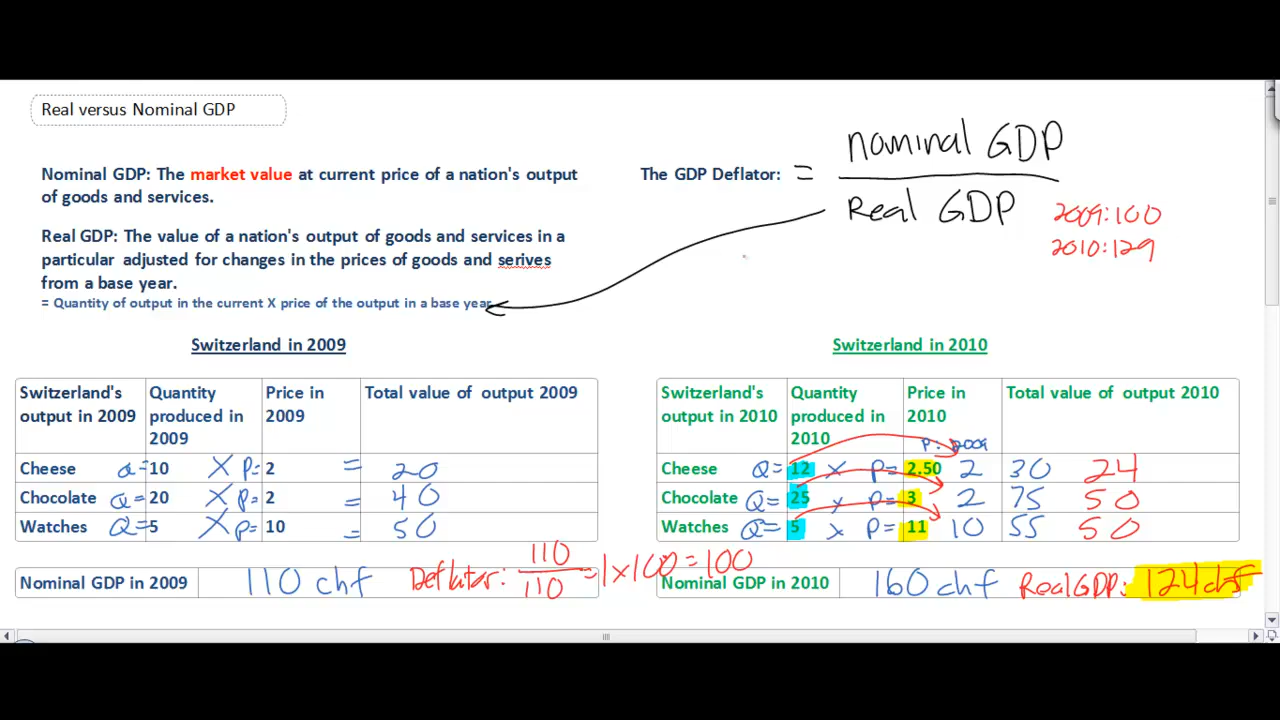 Real versus Nominal GDP
Nominal GDP: The market value at current price of a nation's output
of goods and services.
Real GDP: The value of a nation's output of goods and services in a
particular adjusted for changes in the prices of goods and serives
from a base year.
= Quantity of output in the current X price of the output in a base year
The GDP Deflator: = nominal GDP
Real GDP
2009:100
2010:129
Switzerland in 2009
Switzerland's output in 2009 Quantity produced in 2009 Price in 2009 Total value of output 2009
Cheese Q= 10 X P= 2 = 20
Chocolate Q= 20 X P= 2 = 40
Watches Q= 5 X P= 10 = 50
Nominal GDP in 2009 110 chf
Deflator: 110/110 = 1 x 100 = 100
Switzerland in 2010
Switzerland's output in 2010 Quantity produced in 2010 Price in 2010 Total value of output 2010
P: 2009
Cheese Q= 12 x P= 2.50 2 30 24
Chocolate Q= 25 x P= 3 2 75 50
Watches Q= 5 x P= 11 10 55 50
Nominal GDP in 2010 160 chf Real GDP: 124chf